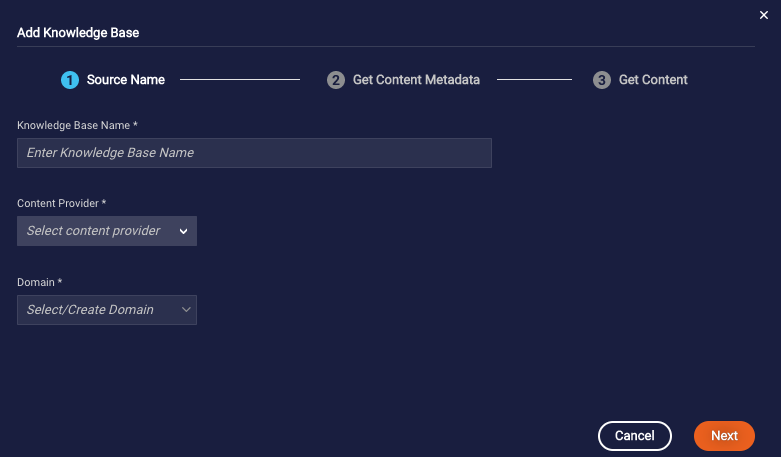 Add Knowledge Base
1 Source Name 2 Get Content Metadata 3 Get Content
Knowledge Base Name *
Enter Knowledge Base Name
Content Provider *
Select content provider
Domain *
Select/Create Domain
Cancel Next